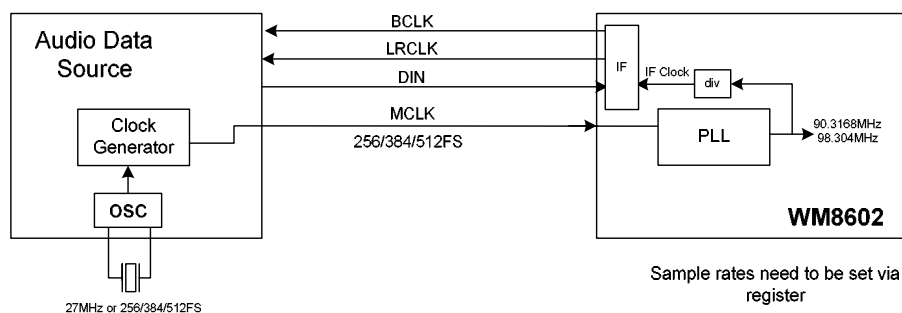 BCLK
Audio Data
Source
LRCLK
IF
IF Clock
div
DIN
MCLK
Clock
Generator
256/384/512FS
PLL
90.3168MHz
98.304MHz
OSC
WM8602
27MHz or 256/384/512FS
Sample rates need to be set via
register